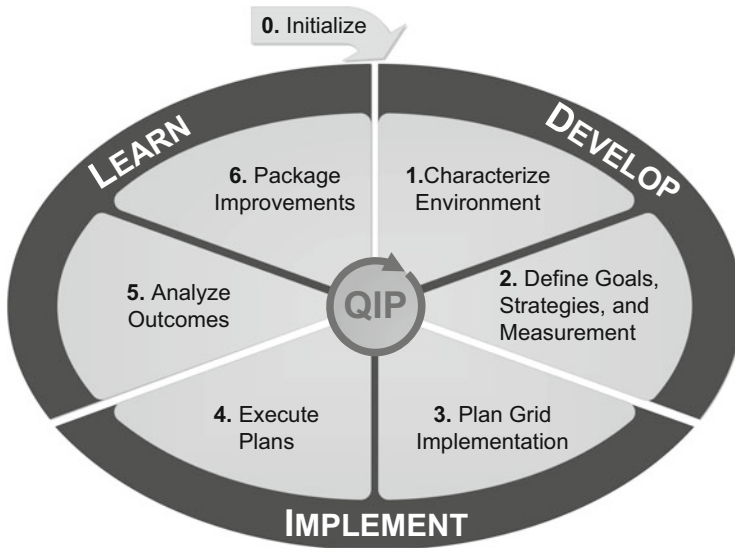 0. Initialize
LEARN
DEVELOP
6. Package
Improvements
1.Characterize
Environment
5. Analyze
Outcomes
QIP
2. Define Goals,
Strategies, and
Measurement
4. Execute
Plans
3. Plan Grid
Implementation
IMPLEMENT